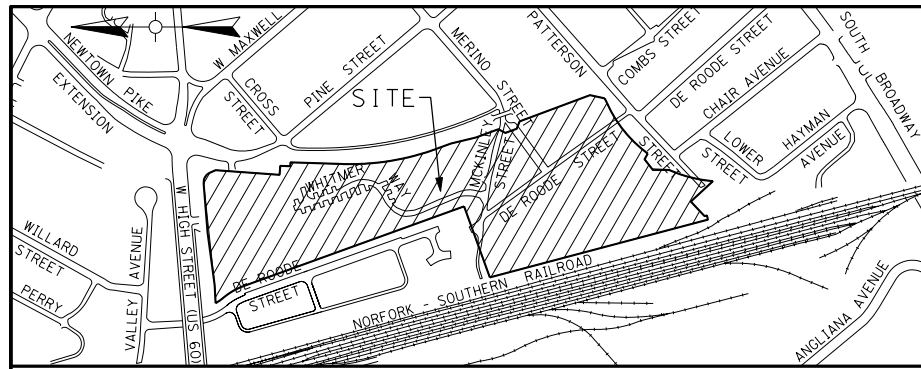 NEWTOWN PIKE
EXTENSION
W MAXWELL
CROSS
STREET
PINE STREET
MERINO
STREET
PATTERSON
STREET
COMBS STREET
DE ROODE STREET
CHAIR AVENUE
SOUTH BROADWAY
LOWER
STREET
HAYMAN
AVENUE
SITE
WHITMER
WAY
MCKINLEY
STREET
DE ROODE STREET
WILLARD
STREET
PERRY
VALLEY AVENUE
W HIGH STREET (US 60)
DE ROODE
STREET
NORFORK - SOUTHERN RAILROAD
ANGLIANA AVENUE